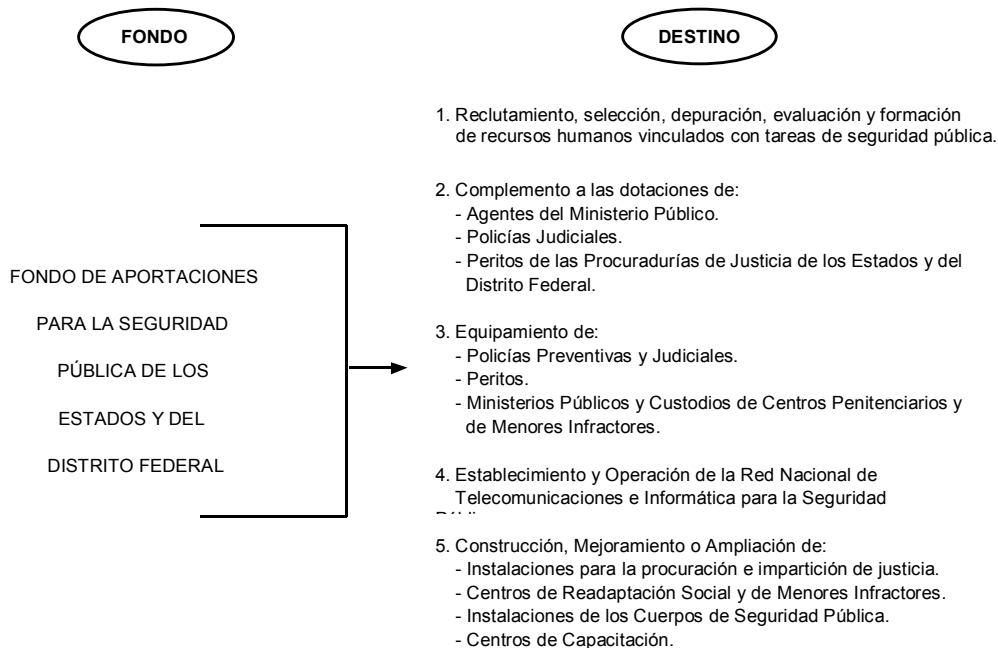 FONDO
DESTINO
FONDO DE APORTACIONES
PARA LA SEGURIDAD
PÚBLICA DE LOS
ESTADOS Y DEL
DISTRITO FEDERAL
1. Reclutamiento, selección, depuración, evaluación y formación
de recursos humanos vinculados con tareas de seguridad pública.
2. Complemento a las dotaciones de:
- Agentes del Ministerio Público.
- Policías Judiciales.
- Peritos de las Procuradurías de Justicia de los Estados y del
Distrito Federal.
3. Equipamiento de:
- Policías Preventivas y Judiciales.
- Peritos.
- Ministerios Públicos y Custodios de Centros Penitenciarios y
de Menores Infractores.
4. Establecimiento y Operación de la Red Nacional de
Telecomunicaciones e Informática para la Seguridad
5. Construcción, Mejoramiento o Ampliación de:
- Instalaciones para la procuración e impartición de justicia.
- Centros de Readaptación Social y de Menores Infractores.
- Instalaciones de los Cuerpos de Seguridad Pública.
- Centros de Capacitación.